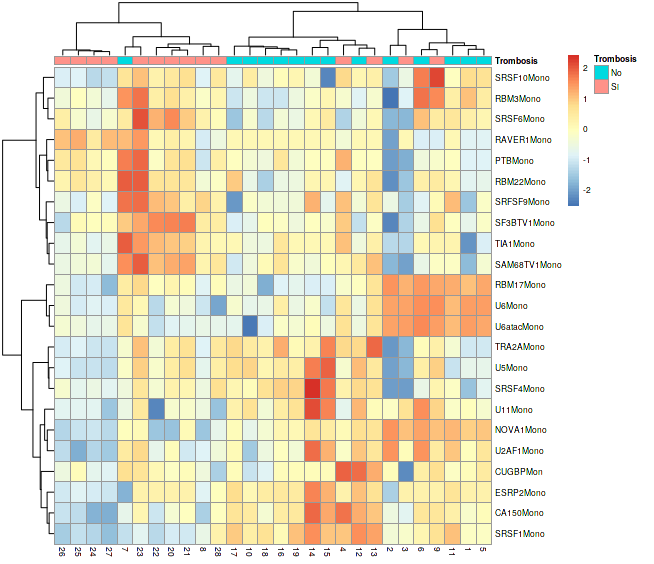 Trombosis
SRSF10Mono
RBM3Mono
SRSF6Mono
RAVER1Mono
PTBMono
RBM22Mono
SRFSF9Mono
SF3BTV1Mono
TIA1Mono
SAM68TV1Mono
RBM17Mono
U6Mono
U6atacMono
TRA2AMono
U5Mono
SRSF4Mono
U11Mono
NOVA1Mono
U2AF1Mono
CUGBPMon
ESRP2Mono
CA150Mono
SRSF1Mono
26 25 24 27 7 23 22 20 21 8 28 17 10 18 16 19 14 15 4 12 13 2 3 6 9 11 1 5
2
1
0
-1
-2
Trombosis
No
SI